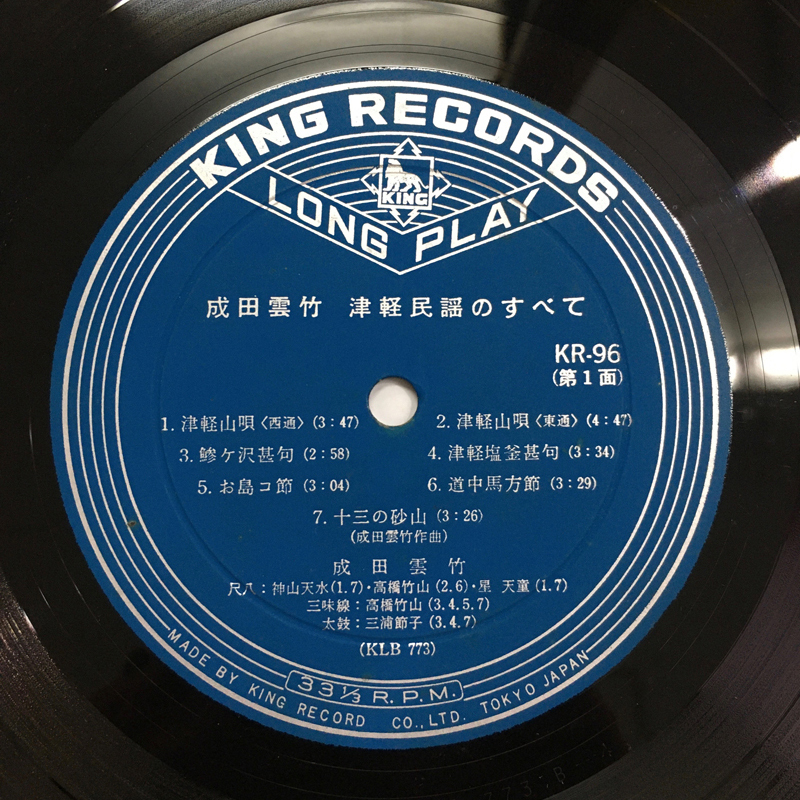 KING RECORDS
KING
LONG PLAY
成田雲竹 津軽民謡のすべて
KR-96
(第1面)
1. 津軽山唄〈西通〉(3:47) 2. 津軽山唄〈東通〉(4:47)
3. 鰺ケ沢甚句 (2:58) 4. 津軽塩釜甚句 (3:34)
5. お島コ節 (3:04) 6. 道中馬方節 (3:29)
7. 十三の砂山 (3:26)
(成田雲竹作曲)
成田雲竹
尺八:神山天水(1.7)・高橋竹山(2.6)・星 天童(1.7)
三味線:高橋竹山(3.4.5.7)
太鼓:三浦節子(3.4.7)
(KLB 773)
33⅓ R.P.M.
MADE BY KING RECORD CO., LTD. TOKYO JAPAN